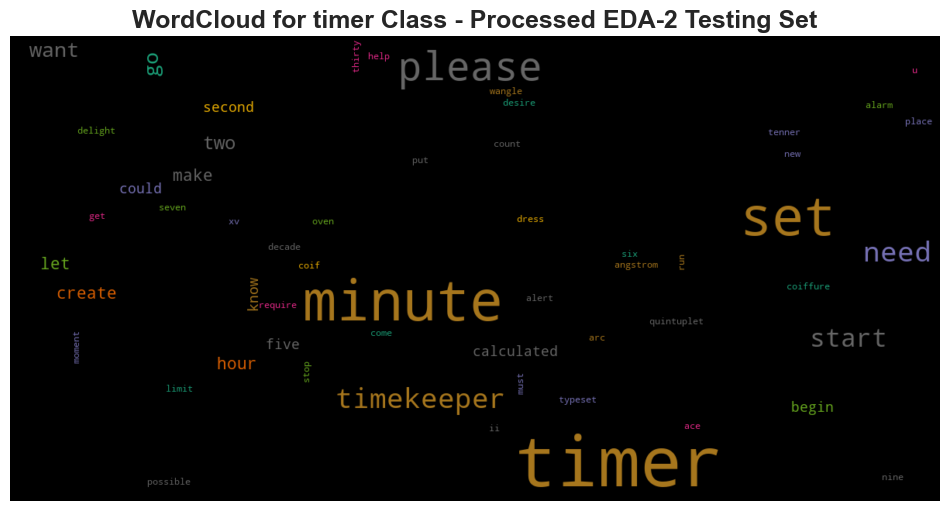 WordCloud for timer Class - Processed EDA-2 Testing Set
want
go
thirty
help
please
u
wangle
desire
second
alarm
place
delight
tenner
two
count
new
put
make
could
seven
get
xv
oven
dress
set
decade
need
six
let
coif
angstrom
run
coiffure
create
know
require
minute
alert
quintuplet
moment
come
arc
start
five
calculated
hour
stop
must
limit
timekeeper
typeset
begin
ii
ace
timer
possible
nine